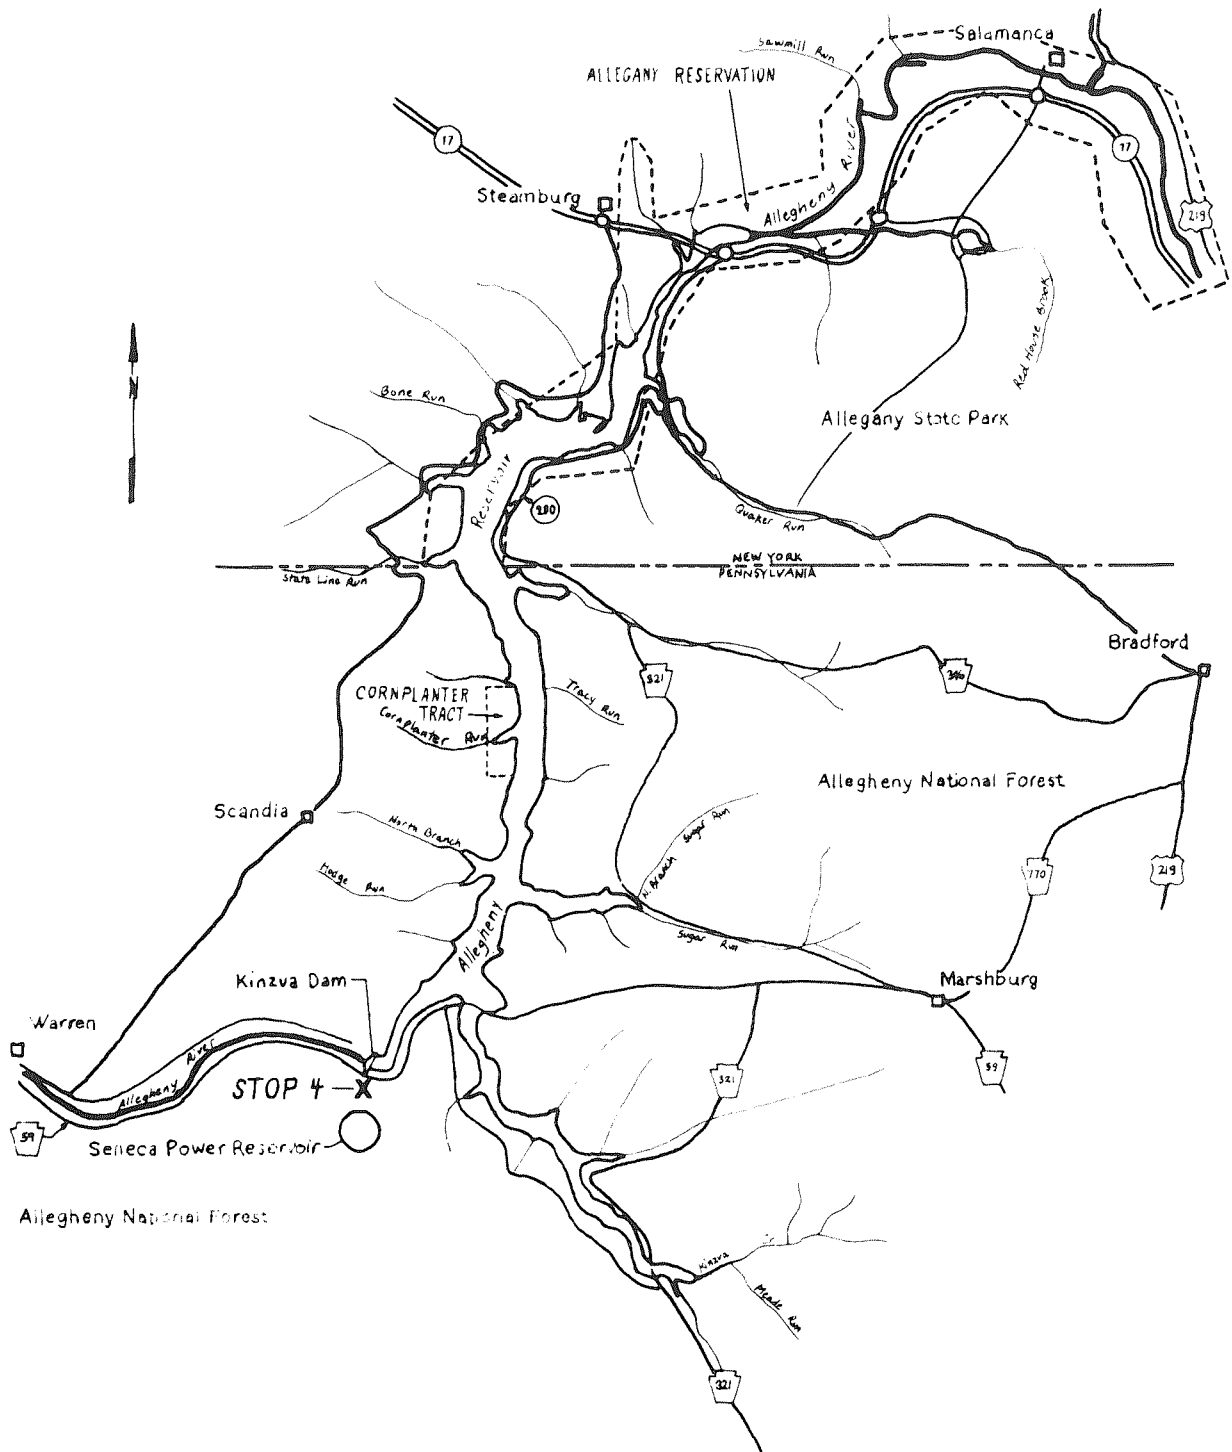 Sawmill Run
Salamanca
ALLEGANY RESERVATION
17
17
Allegheny River
Steamburg
219
Red House Brook
N
Bone Run
Allegany State Park
Reservoir
280
Quaker Run
NEW YORK
PENNSYLVANIA
State Line Run
Bradford
321
346
CORNPLANTER
TRACT
Cornplanter Run
Tracy Run
Allegheny National Forest
Scandia
North Branch
Hodge Run
N. Branch Sugar Run
770
219
Allegheny
Sugar Run
Kinzua Dam
Marshburg
Warren
Allegheny River
STOP 4
X
321
59
59
Seneca Power Reservoir
Allegheny National Forest
Kinzua Cr
Meade Run
321